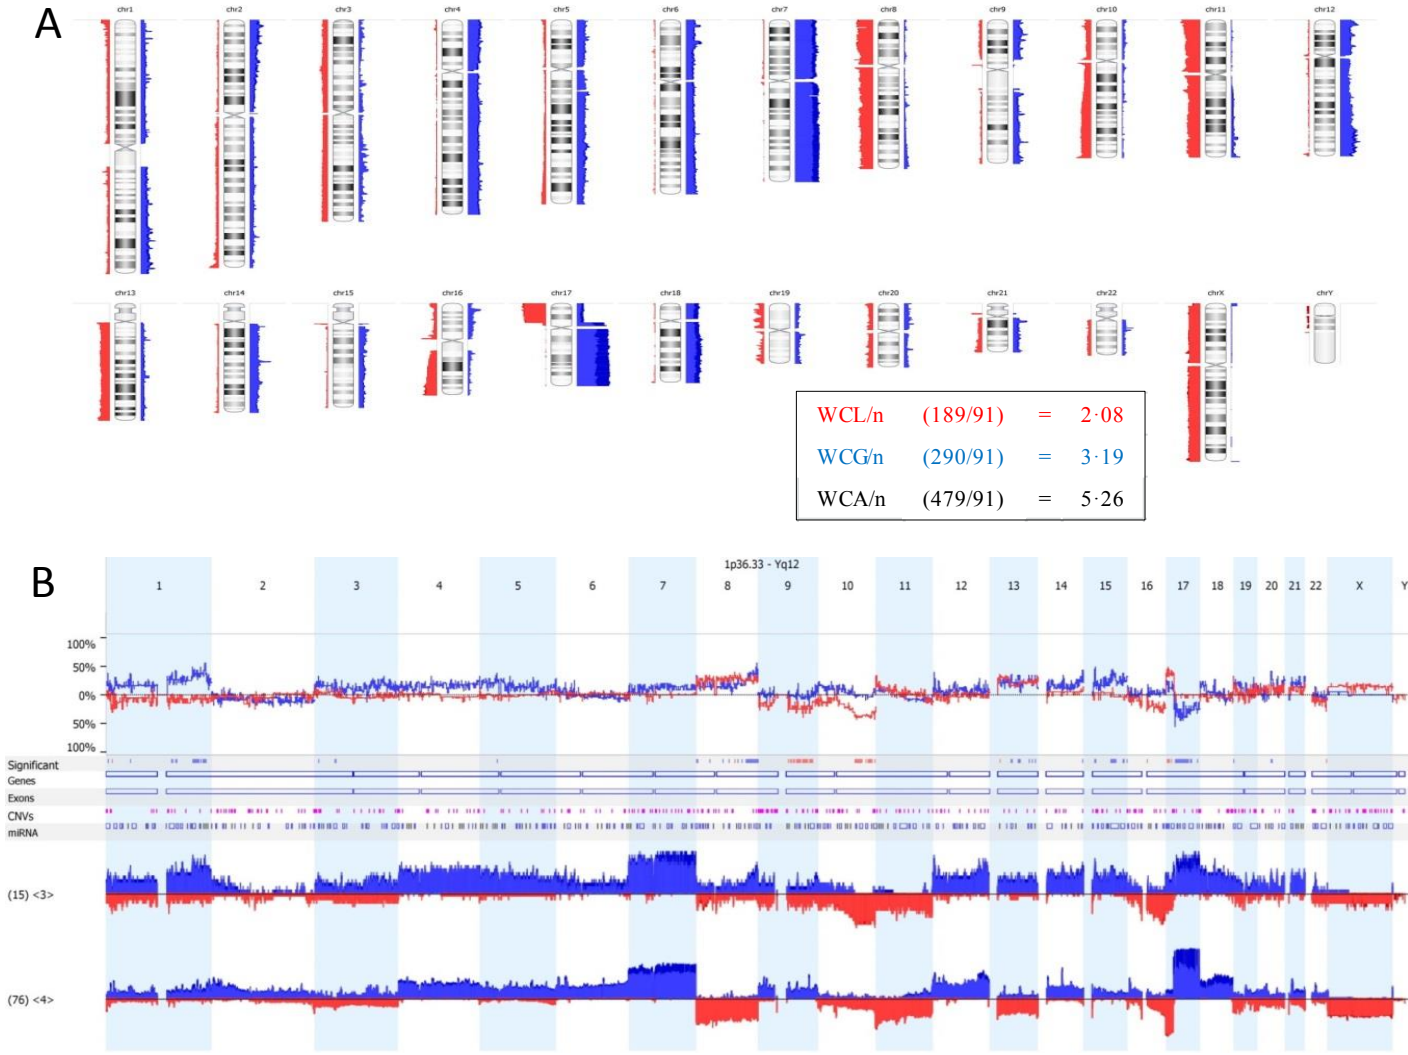 A
chr1 chr2 chr3 chr4 chr5 chr6 chr7 chr8 chr9 chr10 chr11 chr12
chr13 chr14 chr15 chr16 chr17 chr18 chr19 chr20 chr21 chr22 chrX chrY
WCL/n (189/91) = 2·08
WCG/n (290/91) = 3·19
WCA/n (479/91) = 5·26
B
1p36.33 - Yq12
1 2 3 4 5 6 7 8 9 10 11 12 13 14 15 16 17 18 19 20 21 22 X Y
100%
50%
0%
50%
100%
Significant
Genes
Exons
CNVs
miRNA
(15) <3>
(76) <4>